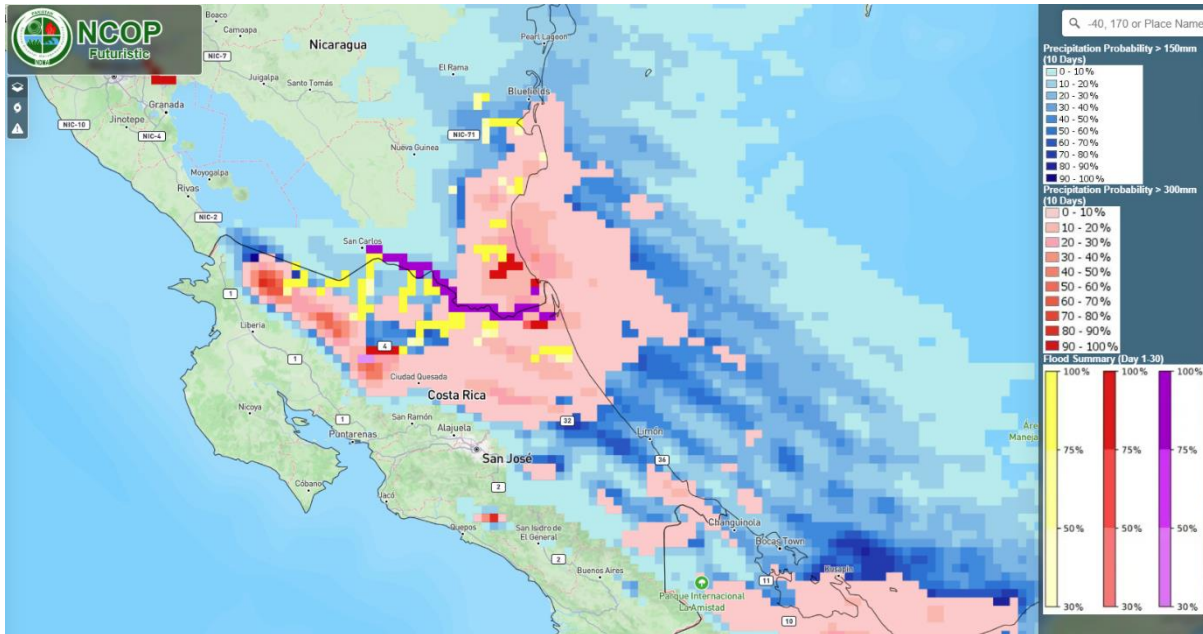 NCOP
Futuristic
-40, 170 or Place Name
Precipitation Probability > 150mm
(10 Days)
0 - 10%
10 - 20%
20 - 30%
30 - 40%
40 - 50%
50 - 60%
60 - 70%
70 - 80%
80 - 90%
90 - 100%
Precipitation Probability > 300mm
(10 Days)
0 - 10%
10 - 20%
20 - 30%
30 - 40%
40 - 50%
50 - 60%
60 - 70%
70 - 80%
80 - 90%
90 - 100%
Flood Summary (Day 1-30)
100% 100% 100%
75% 75% 75%
50% 50% 50%
30% 30% 30%
Boaco
Camoapa
Nicaragua
Pearl Lagoon
NIC-7
El Rama
Juigalpa
Santo Tomás
Bluefields
Granada
NIC-10
Jinotepe
NIC-4
NIC-71
Nueva Guinea
Moyogalpa
Rivas
NIC-2
San Carlos
1
Liberia
4
1
Ciudad Quesada
Costa Rica
Nicoya
1
San Ramón
32
Puntarenas
Alajuela
Limón
San José
36
Cóbano
Jacó
2
Changuinola
Quepos
San Isidro de
El General
Bocas Town
2
Buenos Aires
11
Kusapín
Parque Internacional
La Amistad
10
Manej